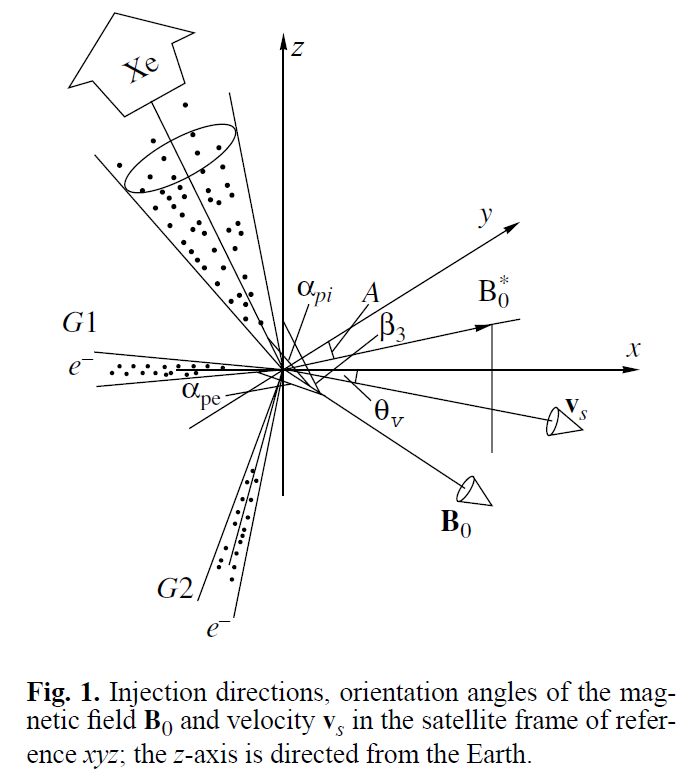 Xe
z
y
α_pi
A
B*_0
G1
β_3
x
e⁻
α_pe
θ_v
v_s
B_0
G2
e⁻
Fig. 1. Injection directions, orientation angles of the mag-
netic field B_0 and velocity v_s in the satellite frame of refer-
ence xyz; the z-axis is directed from the Earth.